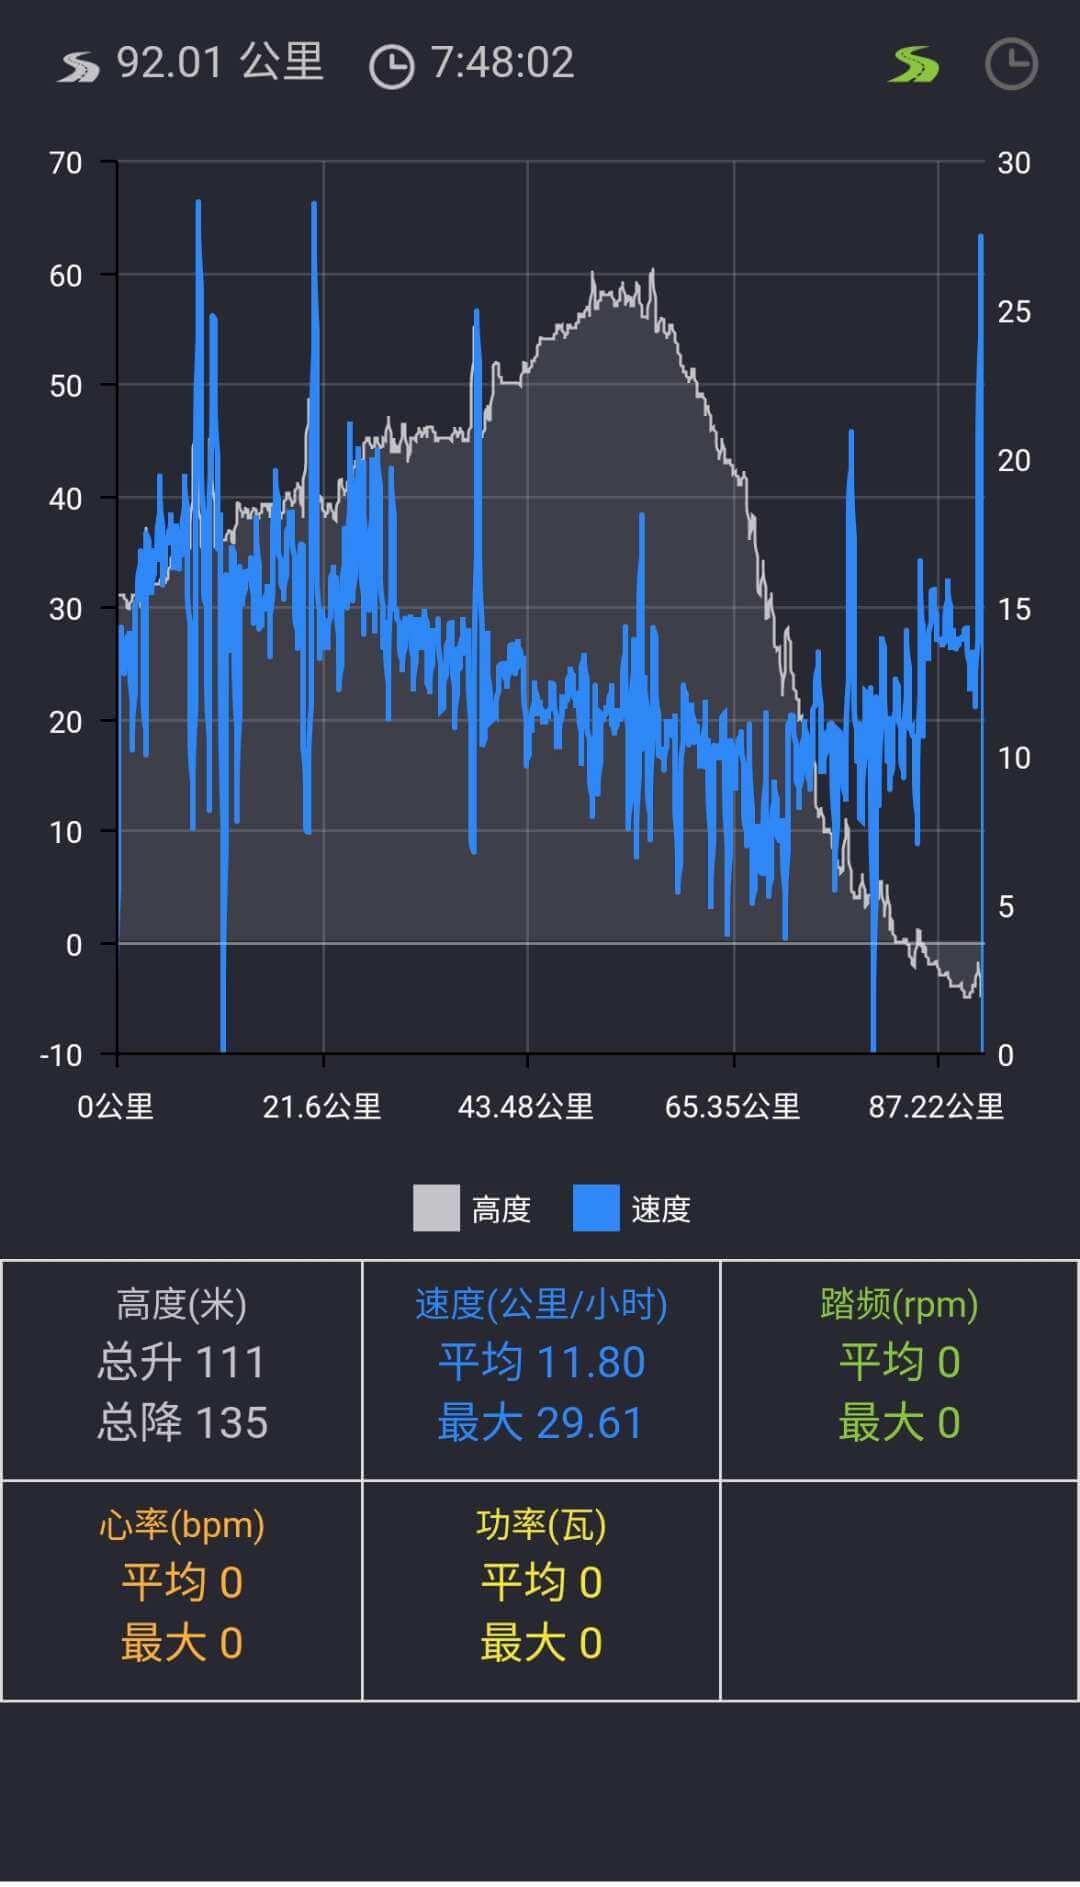 92.01 公里 7:48:02
70 30
60
25
50
20
40
30 15
20
10
10
5
0
-10 0
0公里 21.6公里 43.48公里 65.35公里 87.22公里
高度 速度
高度(米) 速度(公里/小时) 踏频(rpm)
总升 111 平均 11.80 平均 0
总降 135 最大 29.61 最大 0
心率(bpm) 功率(瓦)
平均 0 平均 0
最大 0 最大 0